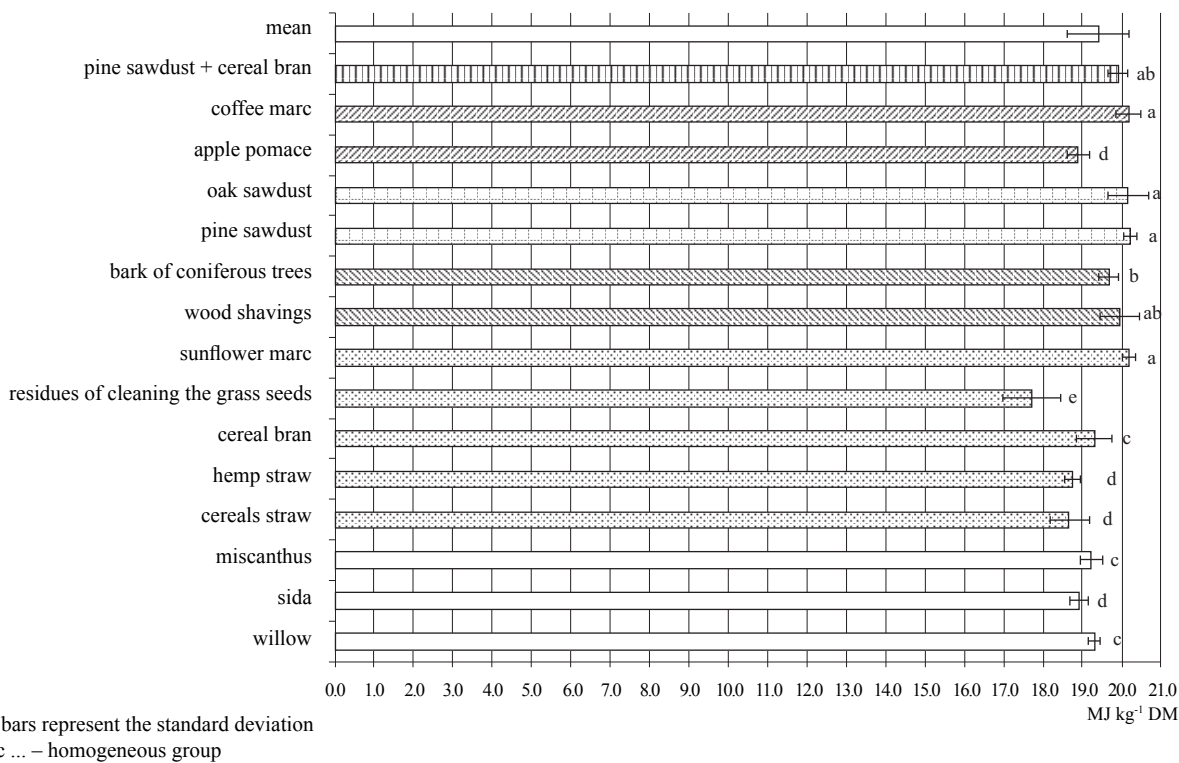 mean
pine sawdust + cereal bran ab
coffee marc a
apple pomace d
oak sawdust a
pine sawdust a
bark of coniferous trees b
wood shavings ab
sunflower marc a
residues of cleaning the grass seeds e
cereal bran c
hemp straw d
cereals straw d
miscanthus c
sida d
willow c
0.0 1.0 2.0 3.0 4.0 5.0 6.0 7.0 8.0 9.0 10.0 11.0 12.0 13.0 14.0 15.0 16.0 17.0 18.0 19.0 20.0 21.0
MJ kg⁻¹ DM
bars represent the standard deviation
c ... – homogeneous group